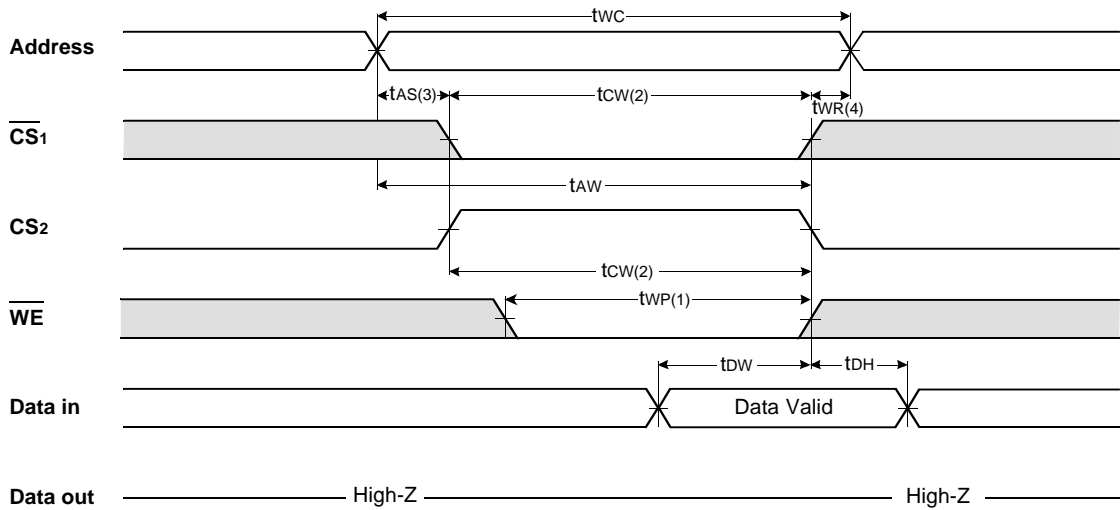 tWC
Address
tAS(3) tCW(2) tWR(4)
CS1
tAW
CS2
tCW(2)
tWP(1)
WE
tDW tDH
Data in Data Valid
Data out High-Z High-Z